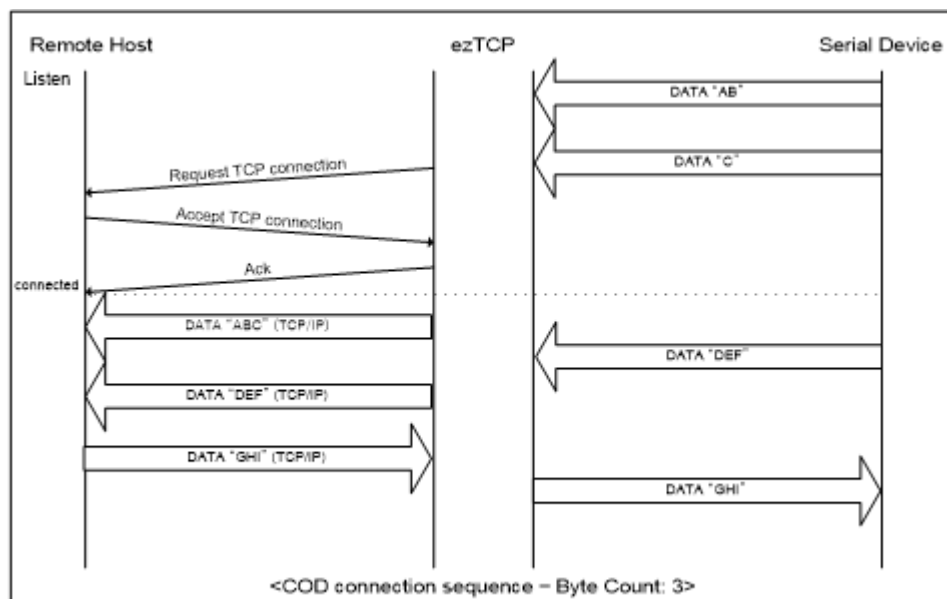 Remote Host ezTCP Serial Device
Listen
DATA "AB"
DATA "C"
Request TCP connection
Accept TCP connection
Ack
connected
DATA "ABC" (TCP/IP)
DATA "DEF"
DATA "DEF" (TCP/IP)
DATA "GHI" (TCP/IP)
DATA "GHI"
<COD connection sequence – Byte Count: 3>